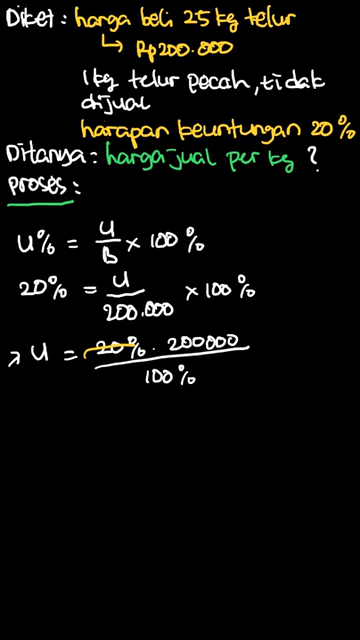 Diket : harga beli 25 kg telur
↳ Rp200.000
1 kg telur pecah, tidak
dijual
harapan keuntungan 20%
Ditanya : harga jual per kg ?
Proses :
U% = U/B × 100%
20% = U/200.000 × 100%
→ U = 20% . 200000/100%